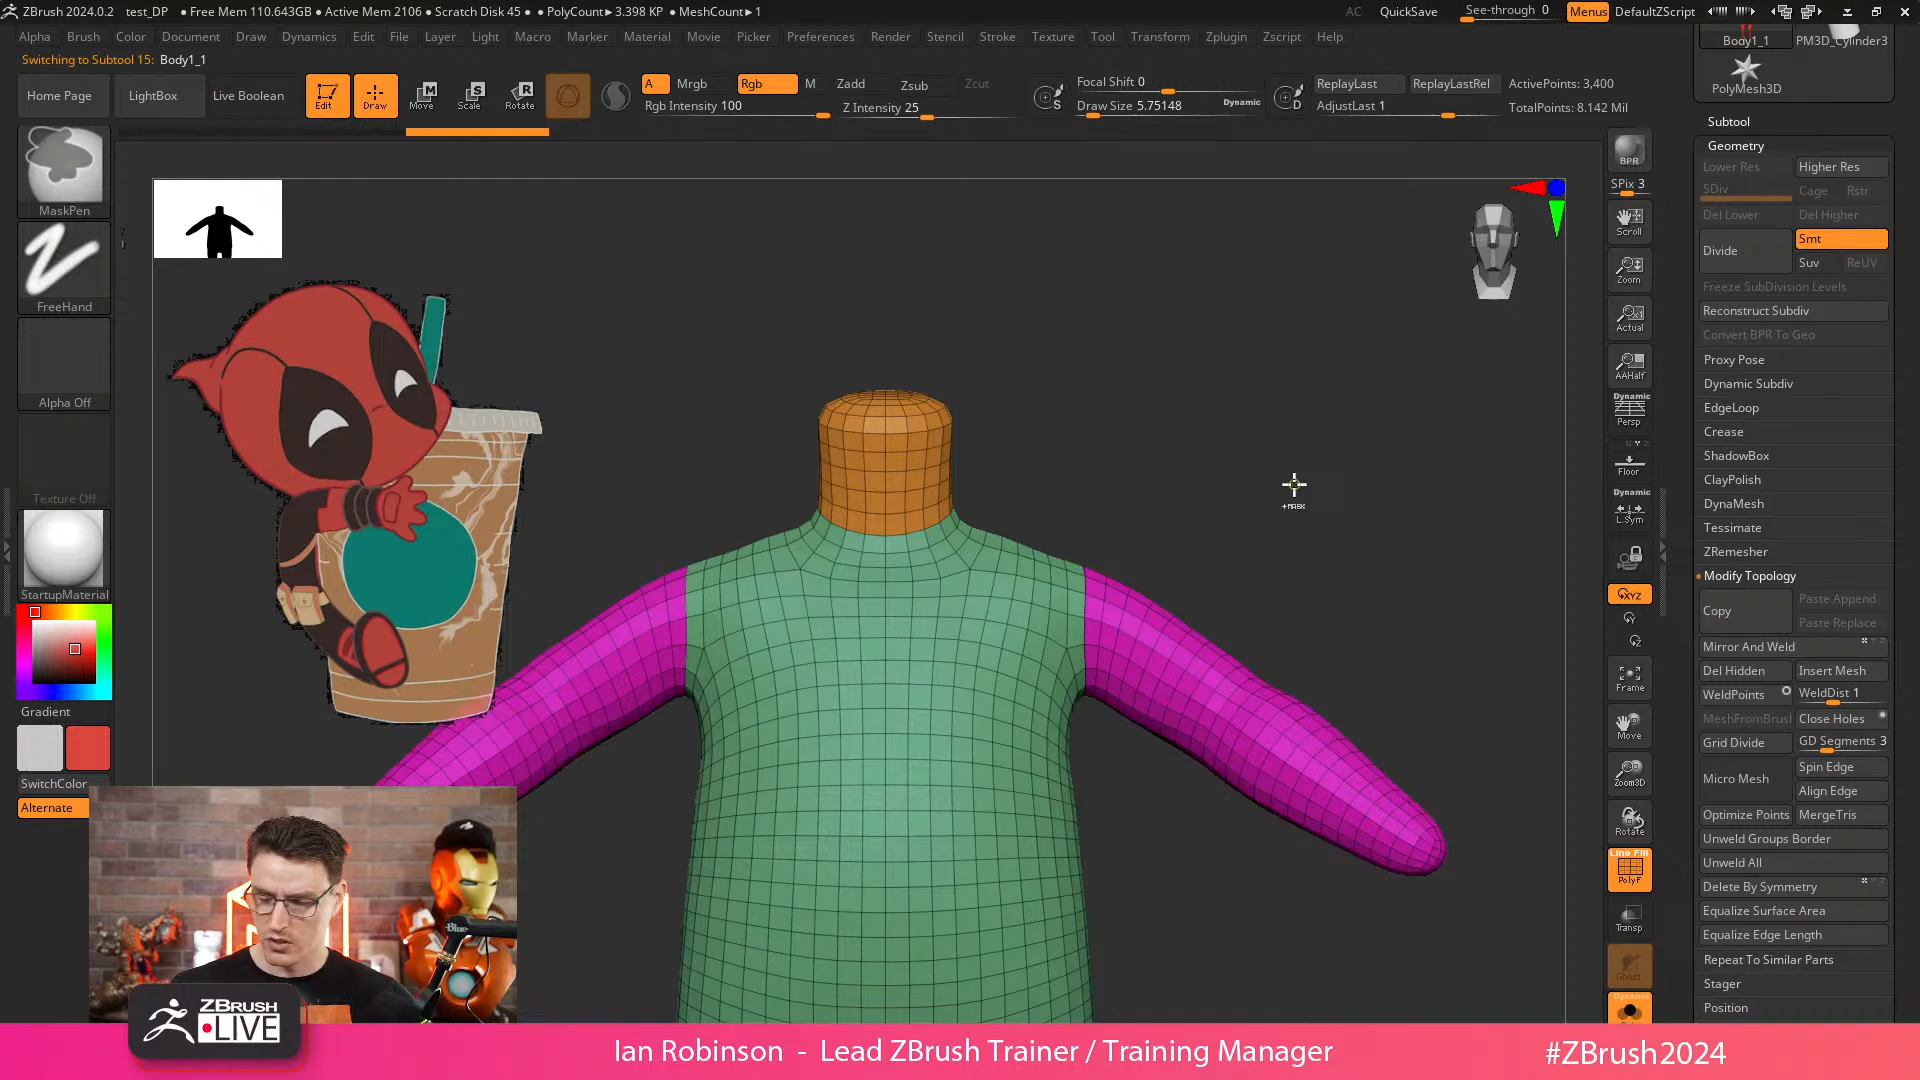 ZBrush 2024.0.2 test_DP • Free Mem 110.643GB • Active Mem 2106 • Scratch Disk 45 • • PolyCount► 3.398 KP • MeshCount► 1
AC QuickSave See-through 0 Menus DefaultZScript
Alpha Brush Color Document Draw Dynamics Edit File Layer Light Macro Marker Material Movie Picker Preferences Render Stencil Stroke Texture Tool Transform Zplugin Zscript Help
Switching to Subtool 15: Body1_1
Home Page LightBox Live Boolean
Edit Draw Move Scale Rotate
A Mrgb Rgb M Zadd Zsub Zcut
Rgb Intensity 100 Z Intensity 25
Focal Shift 0
Draw Size 5.75148 Dynamic
S D
ReplayLast ReplayLastRel
AdjustLast 1
ActivePoints: 3,400
TotalPoints: 8.142 Mil
MaskPen
FreeHand
Alpha Off
Texture Off
StartupMaterial
Gradient
SwitchColor
Alternate
+MASK
BPR
SPix 3
Scroll
Zoom
Actual
AAHalf
Dynamic
Persp
Floor
Dynamic
L.Sym
XYZ
Frame
Move
Zoom3D
Rotate
Line Fill
PolyF
Transp
Ghost
Dynamic
Body1_1 PM3D_Cylinder3
PolyMesh3D
Subtool
Geometry
Lower Res Higher Res
SDiv Cage Rstr
Del Lower Del Higher
Divide Smt
Suv ReUV
Freeze SubDivision Levels
Reconstruct Subdiv
Convert BPR To Geo
Proxy Pose
Dynamic Subdiv
EdgeLoop
Crease
ShadowBox
ClayPolish
DynaMesh
Tessimate
ZRemesher
Modify Topology
Copy Paste Append
Paste Replace
Mirror And Weld
Del Hidden Insert Mesh
WeldPoints WeldDist 1
MeshFromBrus Close Holes
Grid Divide GD Segments 3
Micro Mesh Spin Edge
Align Edge
Optimize Points MergeTris
Unweld Groups Border
Unweld All
Delete By Symmetry
Equalize Surface Area
Equalize Edge Length
Repeat To Similar Parts
Stager
Position
Blue
ZBRUSH
LIVE
Ian Robinson - Lead ZBrush Trainer / Training Manager
#ZBrush2024